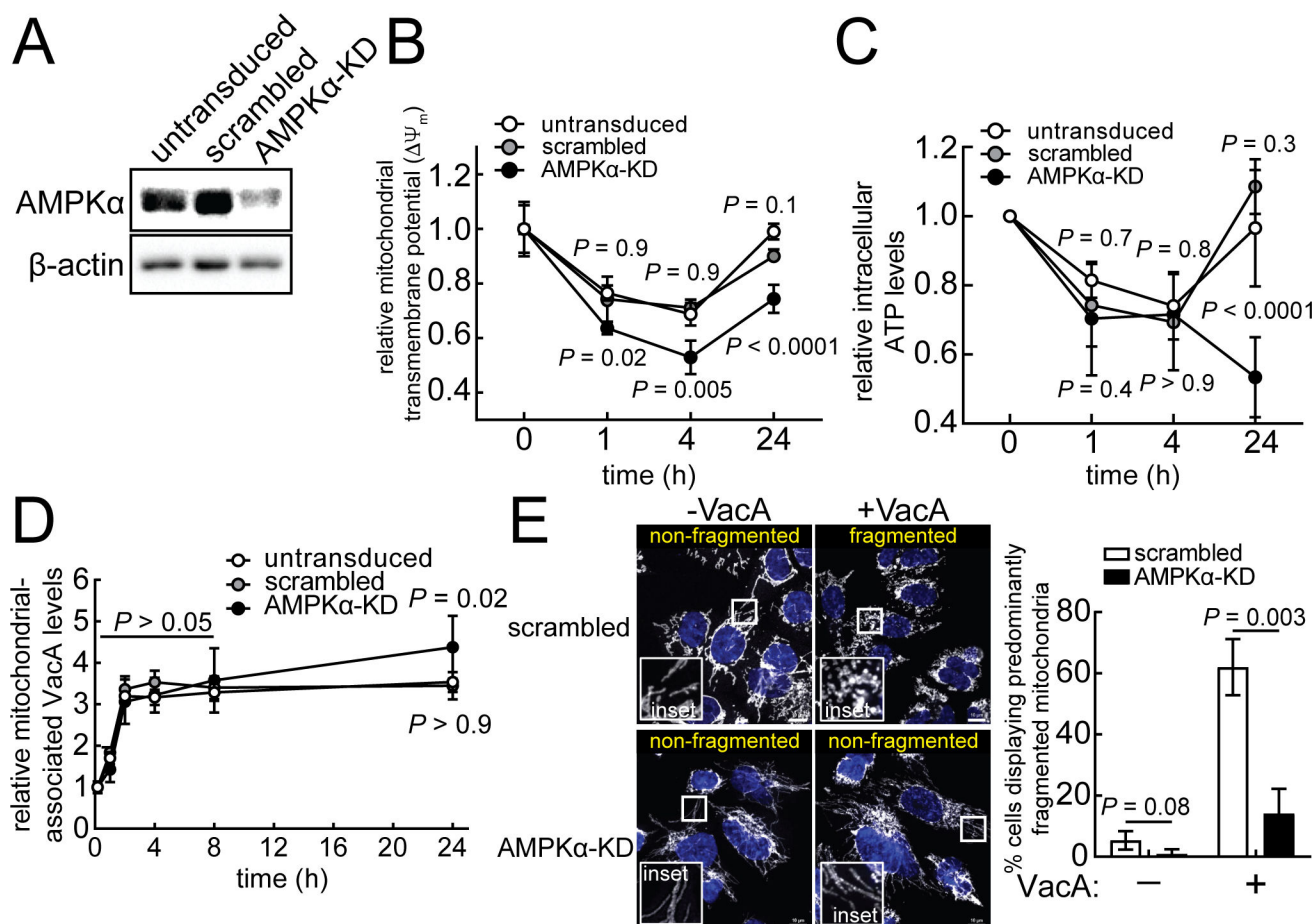 A
untransduced
scrambled
AMPKα-KD
AMPKα
β-actin
B
relative mitochondrial
transmembrane potential (ΔΨm)
untransduced
scrambled
AMPKα-KD
1.2
1.0
0.8
0.6
0.4
P = 0.9
P = 0.9
P = 0.1
P = 0.02
P = 0.005
P < 0.0001
0 1 4 24
time (h)
C
relative intracellular
ATP levels
untransduced
scrambled
AMPKα-KD
1.2
1.0
0.8
0.6
0.4
P = 0.7
P = 0.8
P = 0.3
P = 0.4
P > 0.9
P < 0.0001
0 1 4 24
time (h)
D
relative mitochondrial-
associated VacA levels
untransduced
scrambled
AMPKα-KD
6
5
4
3
2
1
0
P > 0.05
P = 0.02
P > 0.9
0 4 8 12 16 20 24
time (h)
E
-VacA
+VacA
scrambled
AMPKα-KD
non-fragmented
fragmented
inset
inset
non-fragmented
non-fragmented
inset
inset
% cells displaying predominantly
fragmented mitochondria
scrambled
AMPKα-KD
80
60
40
20
0
P = 0.08
P = 0.003
VacA: – +